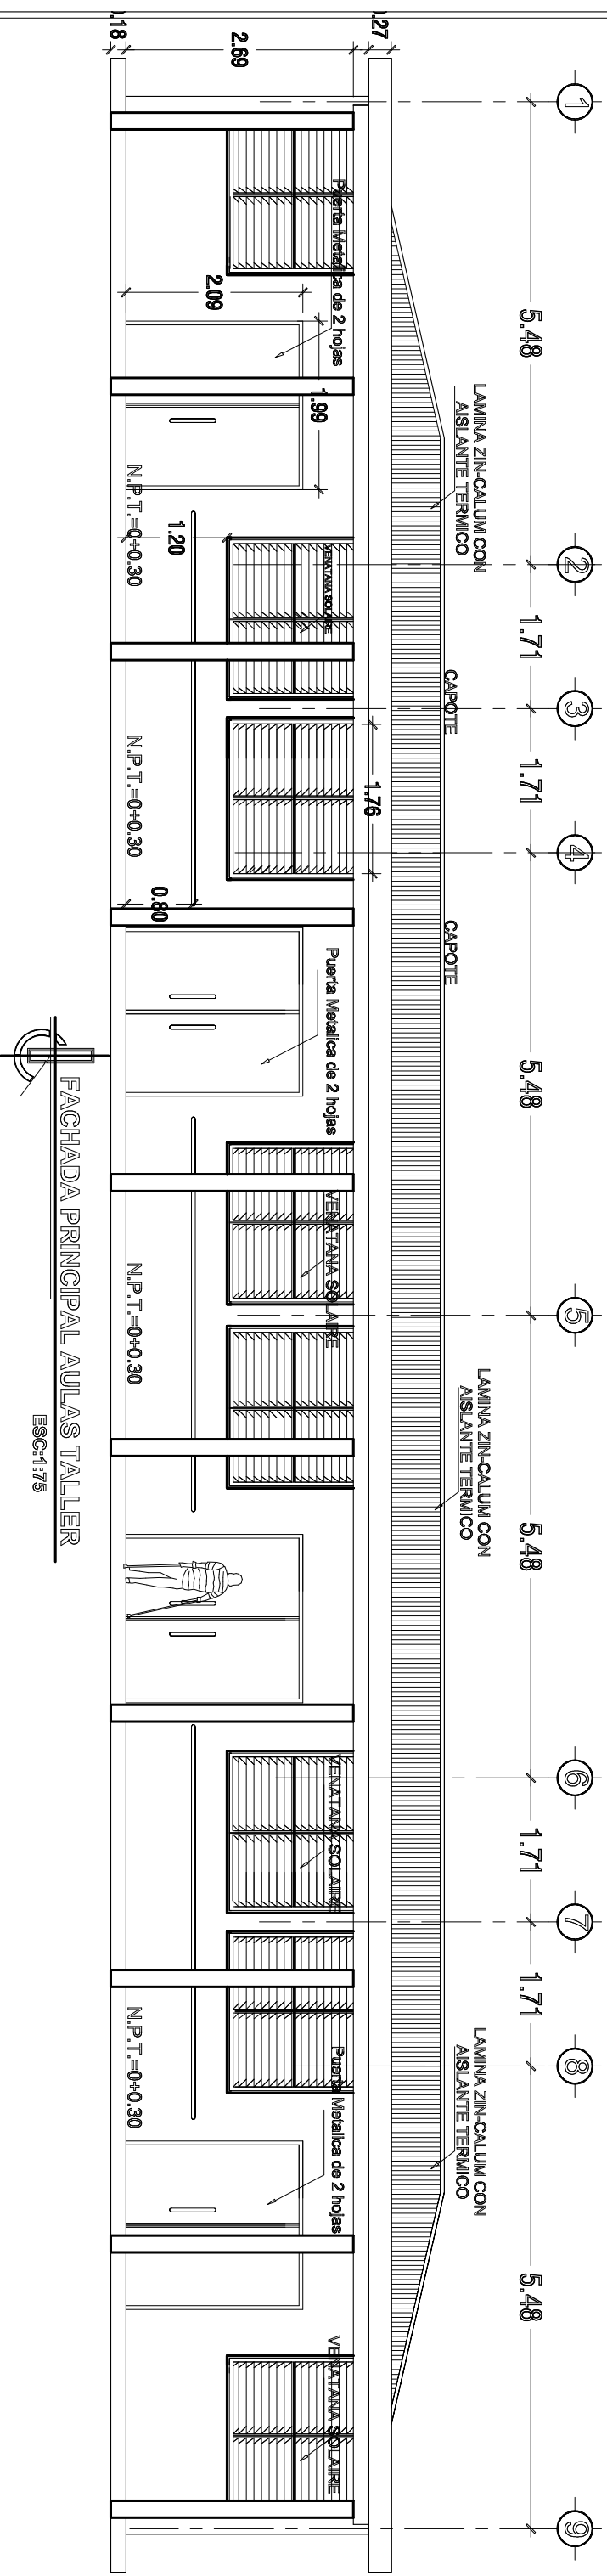 1
2
3
4
5
6
7
8
9
5.48
1.71
1.71
5.48
5.48
1.71
1.71
5.48
LAMINA ZIN-CALUM CON
AISLANTE TERMICO
CAPOTE
CAPOTE
LAMINA ZIN-CALUM CON
AISLANTE TERMICO
LAMINA ZIN-CALUM CON
AISLANTE TERMICO
.27
2.69
.18
Puerta Metalica de 2 hojas
2.09
1.99
VENATANA SOLAIRE
1.20
1.76
0.80
Puerta Metalica de 2 hojas
VENATANA SOLAIRE
VENATANA SOLAIRE
Puerta Metalica de 2 hojas
VENATANA SOLAIRE
N.P.T.=0+0.30
N.P.T.=0+0.30
N.P.T.=0+0.30
N.P.T.=0+0.30
FACHADA PRINCIPAL AULAS TALLER
ESC:1:75